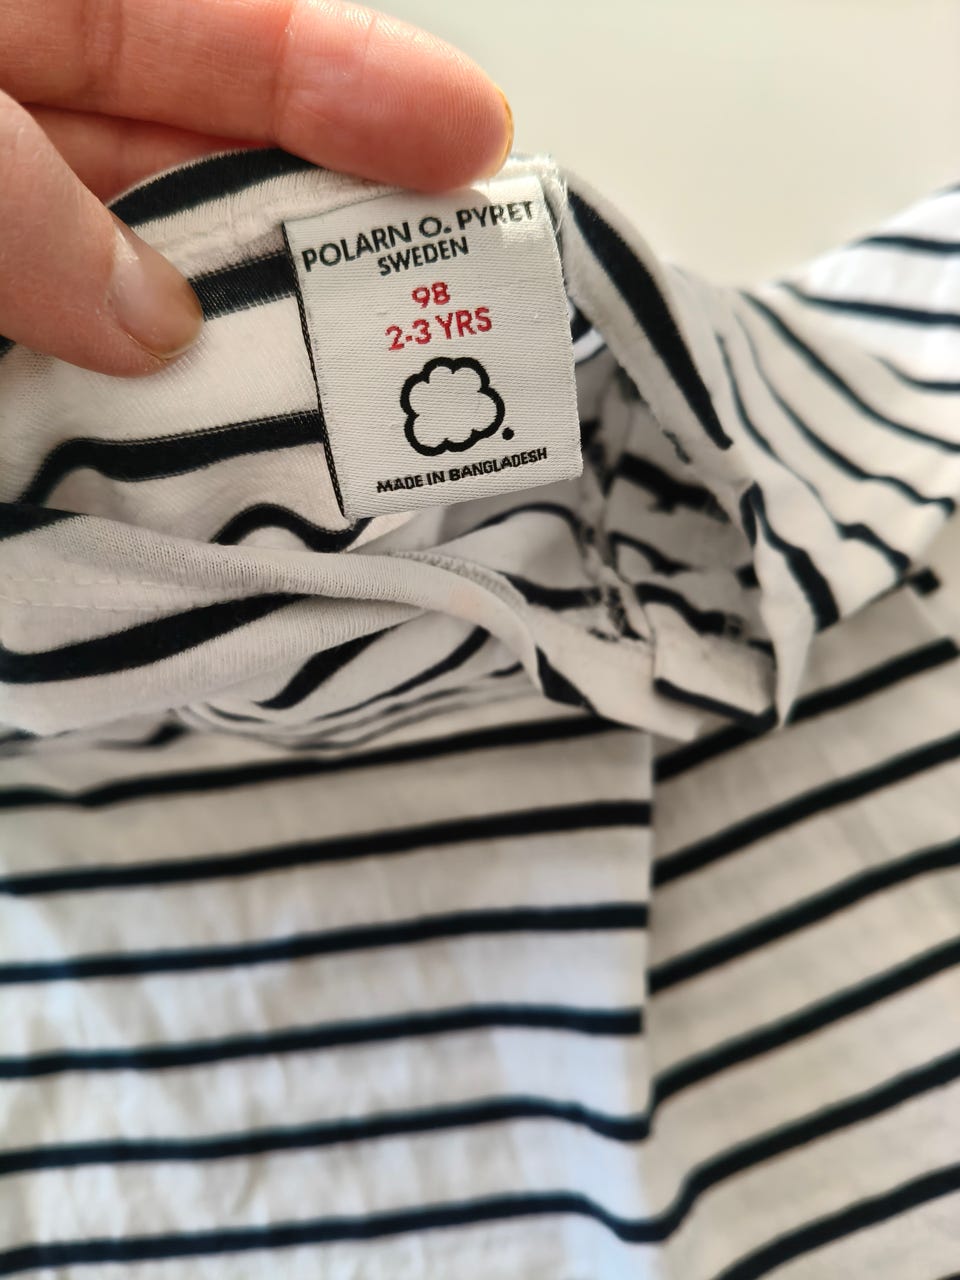 POLARN O. PYRET
SWEDEN
98
2-3 YRS
MADE IN BANGLADESH